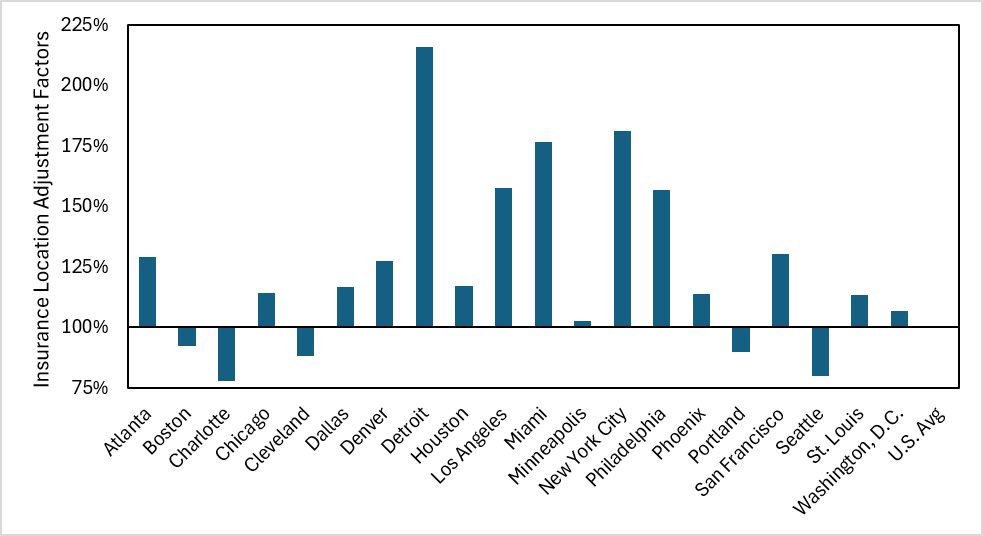 Insurance Location Adjustment Factors
225%
200%
175%
150%
125%
100%
75%
Atlanta
Boston
Charlotte
Chicago
Cleveland
Dallas
Denver
Detroit
Houston
Los Angeles
Miami
Minneapolis
New York City
Philadelphia
Phoenix
Portland
San Francisco
Seattle
St. Louis
Washington, D.C.
U.S. Avg